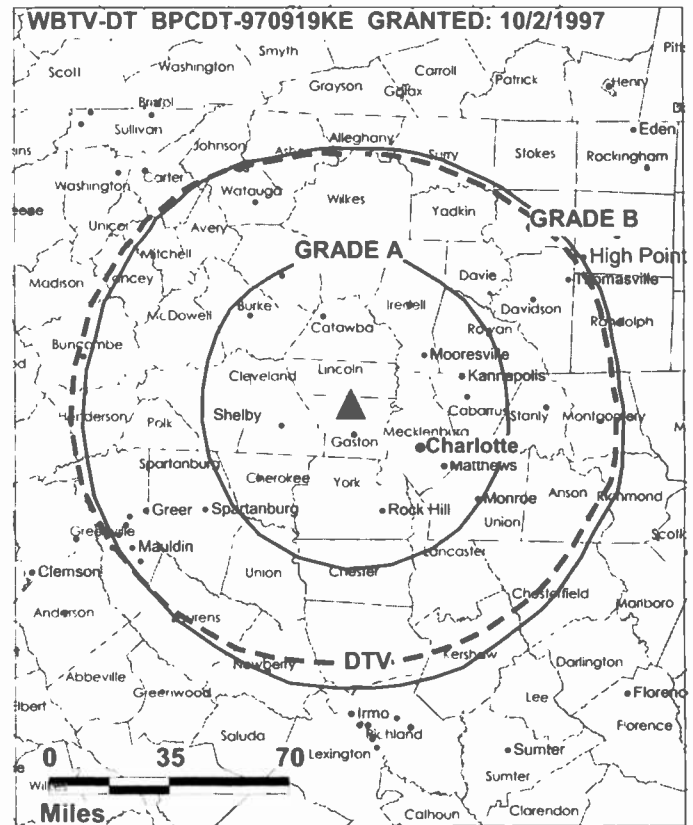 WBTV-DT BPCDT-970919KE GRANTED: 10/2/1997
Smyth
Scott
Washington
Carroll
Patrick
Henry
Grayson
Galax
Bristol
Sullivan
Alleghany
Eden
Johnson
Surry
Stokes
Rockingham
Washington
Carter
Watauga
Wilkes
Yadkin
GRADE B
Unicoi
Avery
GRADE A
High Point
Mitchell
Madison
Davie
Thomasville
Burke
Iredell
Davidson
McDowell
Catawba
Rowan
Randolph
Buncombe
Mooresville
Lincoln
Cleveland
Kannapolis
Henderson
Polk
Shelby
Cabarrus
Stanly
Montgomery
Gaston
Mecklenburg
Charlotte
Spartanburg
Matthews
Cherokee
York
Anson
Richmond
Greer
Spartanburg
Rock Hill
Monroe
Union
Greenville
Mauldin
Lancaster
Clemson
Union
Chester
Chesterfield
Anderson
Marlboro
Laurens
Kershaw
DTV
Newberry
Darlington
Abbeville
Greenwood
Lee
Irmo
Richland
Florence
Saluda
Lexington
Sumter
Sumter
0 35 70
Miles
Calhoun
Clarendon